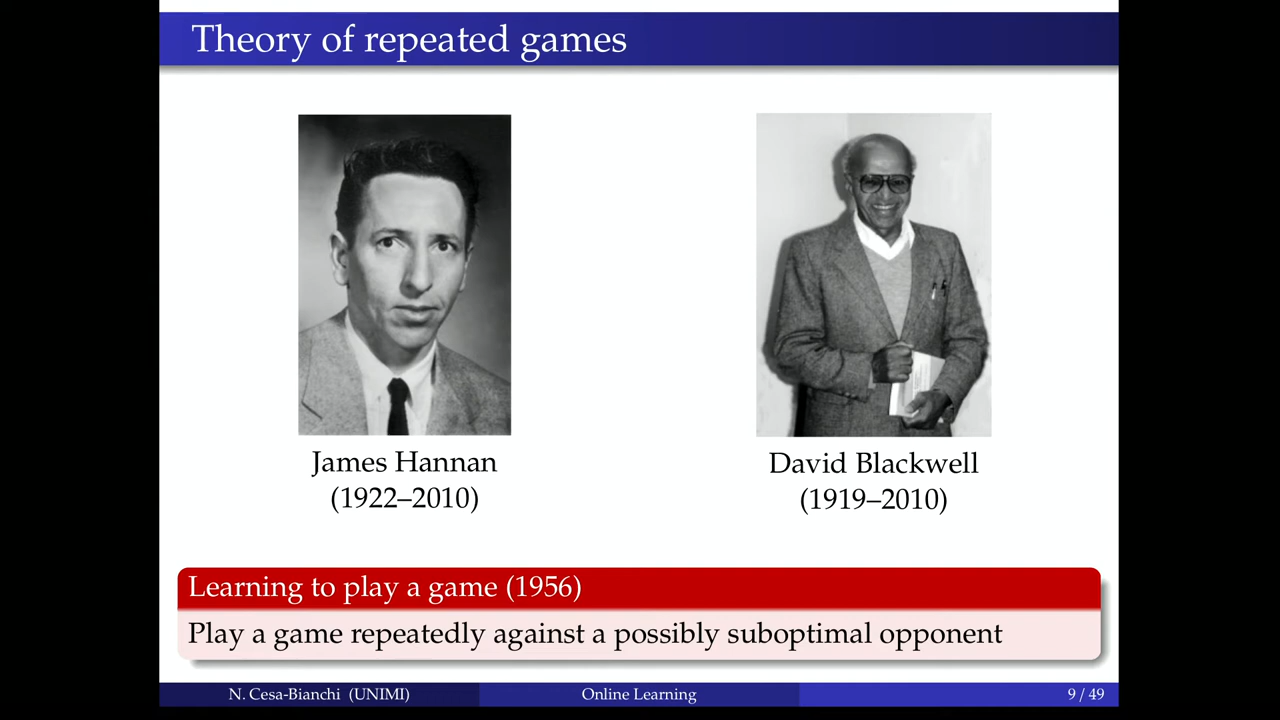 Theory of repeated games
James Hannan
(1922–2010)
David Blackwell
(1919–2010)
Learning to play a game (1956)
Play a game repeatedly against a possibly suboptimal opponent
N. Cesa-Bianchi (UNIMI)
Online Learning
9 / 49